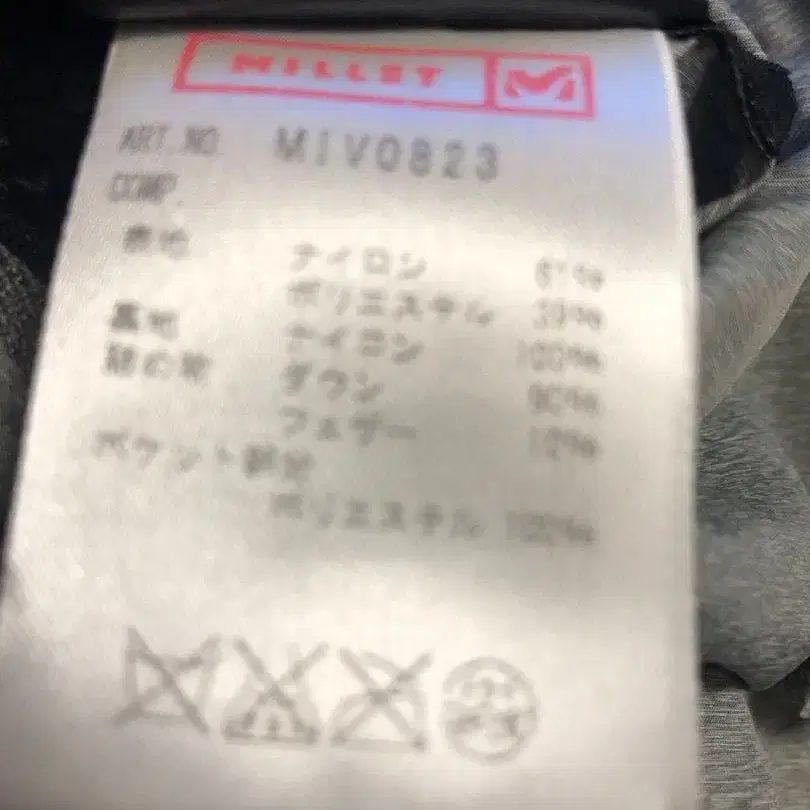 MILLET M
ART.NO. MIV0823
COMP.
表地 ナイロン 61%
ポリエステル 39%
裏地 ナイロン 100%
詰め物 ダウン 90%
フェザー 10%
ポケット部分
ポリエステル 100%